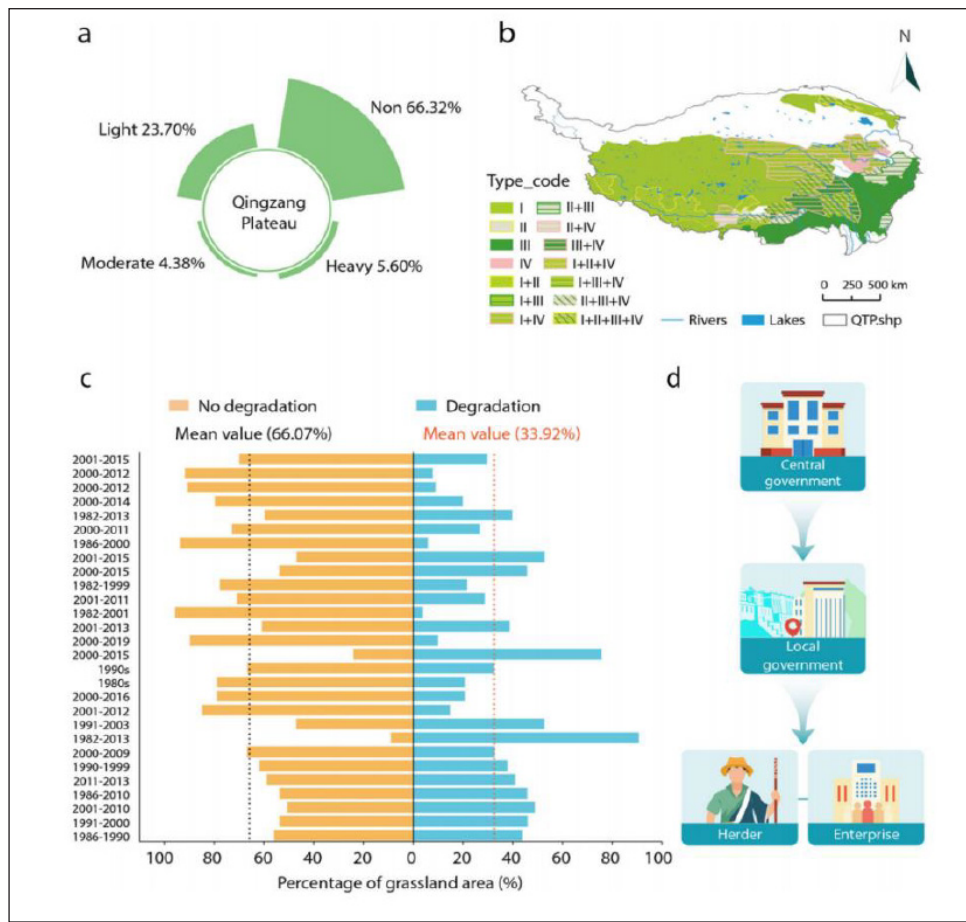 a
Non 66.32%
Light 23.70%
Qingzang
Plateau
Moderate 4.38%
Heavy 5.60%
b
N
Type_code
I
II+III
II
II+IV
III
III+IV
IV
I+II+IV
I+II
I+III+IV
I+III
II+III+IV
I+IV
I+II+III+IV
Rivers
Lakes
QTP.shp
0 250 500 km
c
No degradation
Degradation
Mean value (66.07%)
Mean value (33.92%)
2001-2015
2000-2012
2000-2012
2000-2014
1982-2013
2000-2011
1986-2000
2001-2015
2000-2015
1982-1999
2001-2011
1982-2001
2001-2013
2000-2019
2000-2015
1990s
1980s
2000-2016
2001-2012
1991-2003
1982-2013
2000-2009
1990-1999
2011-2013
1986-2010
2001-2010
1991-2000
1986-1990
100 80 60 40 20 0 20 40 60 80 100
Percentage of grassland area (%)
d
Central
government
Local
government
Herder
Enterprise